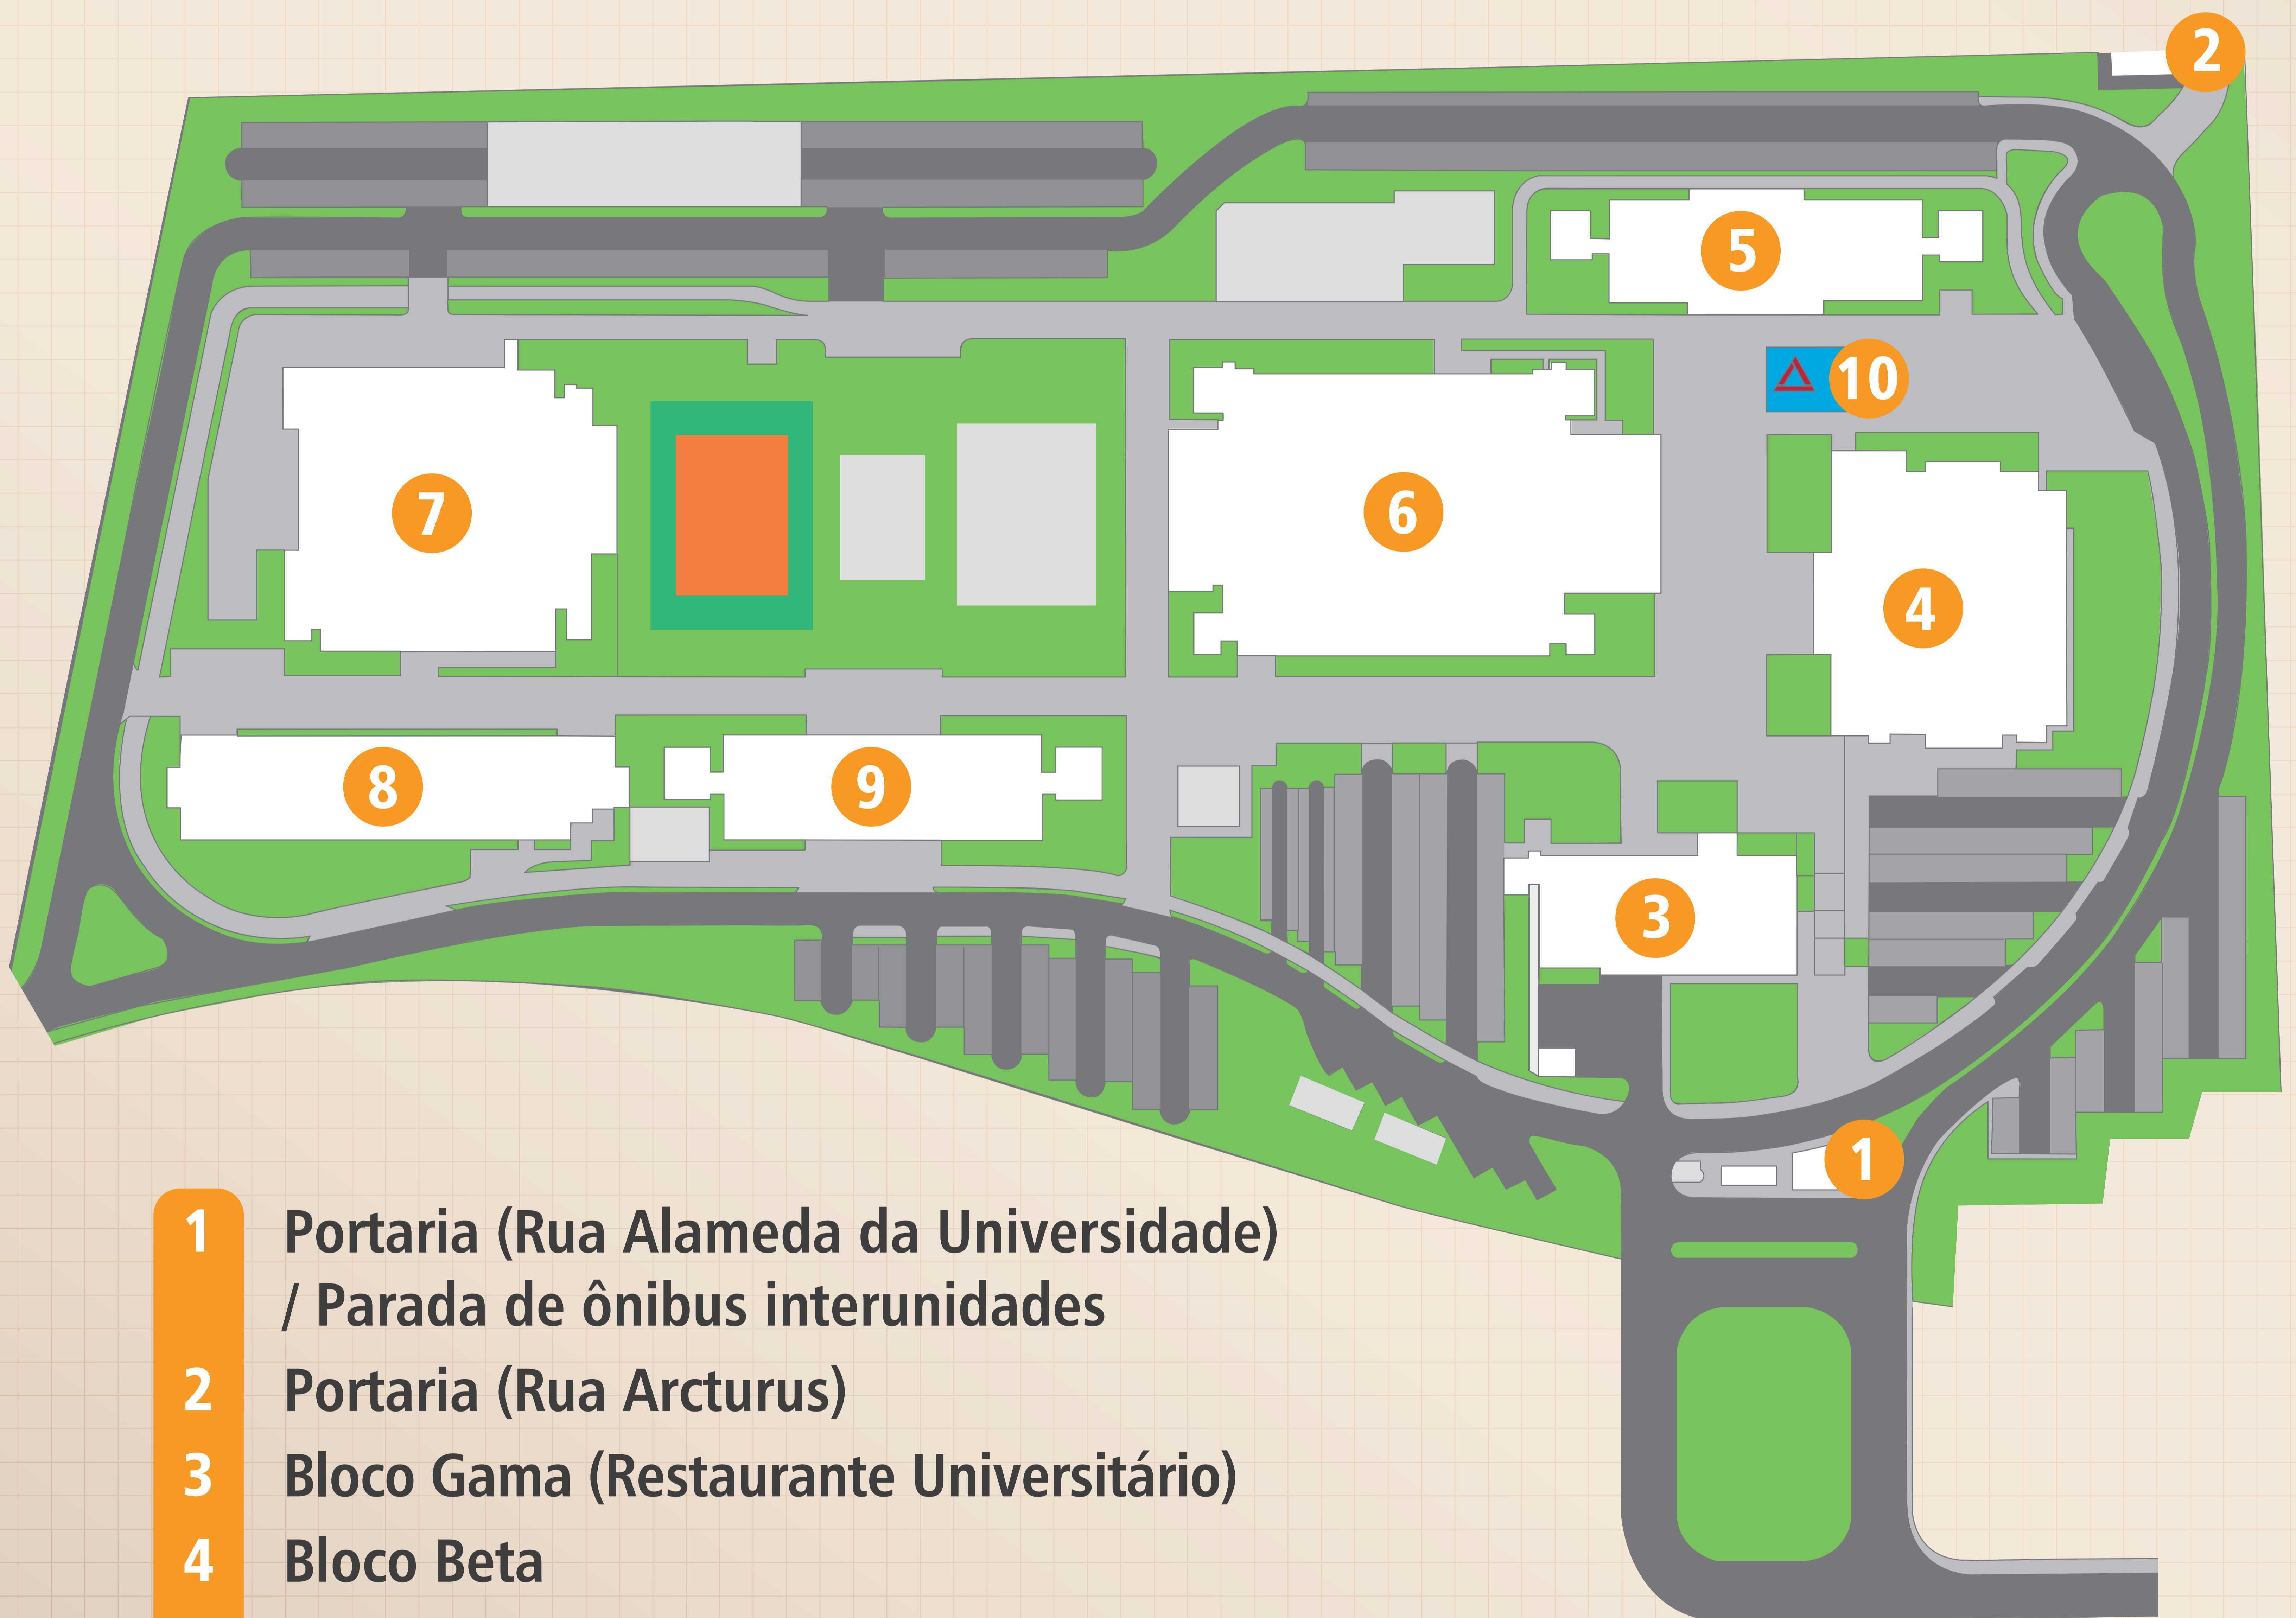 2
5
10
7
6
4
8
9
3
1
1 Portaria (Rua Alameda da Universidade)
/ Parada de ônibus interunidades
2 Portaria (Rua Arcturus)
3 Bloco Gama (Restaurante Universitário)
4 Bloco Beta